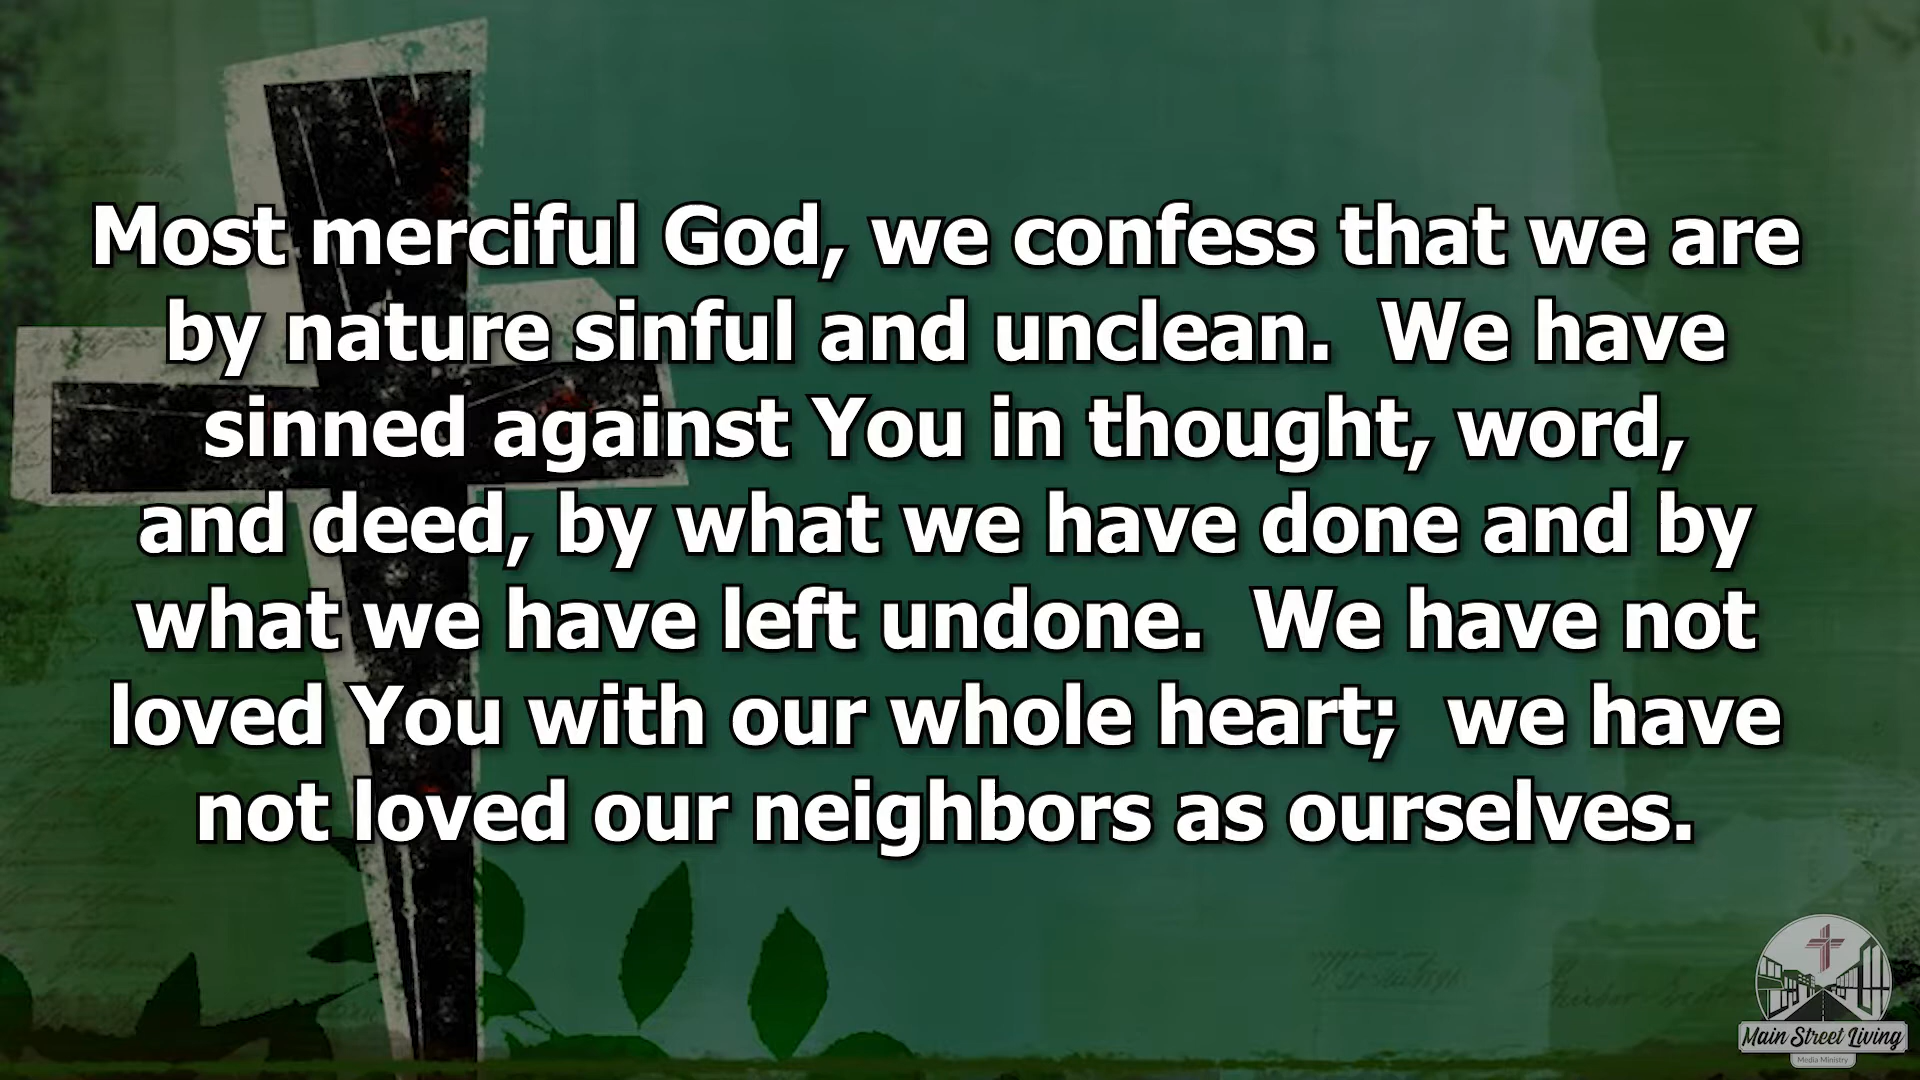 Most merciful God, we confess that we are
by nature sinful and unclean.  We have
sinned against You in thought, word,
and deed, by what we have done and by
what we have left undone.  We have not
loved You with our whole heart;  we have
not loved our neighbors as ourselves.
Main Street Living
Media Ministry